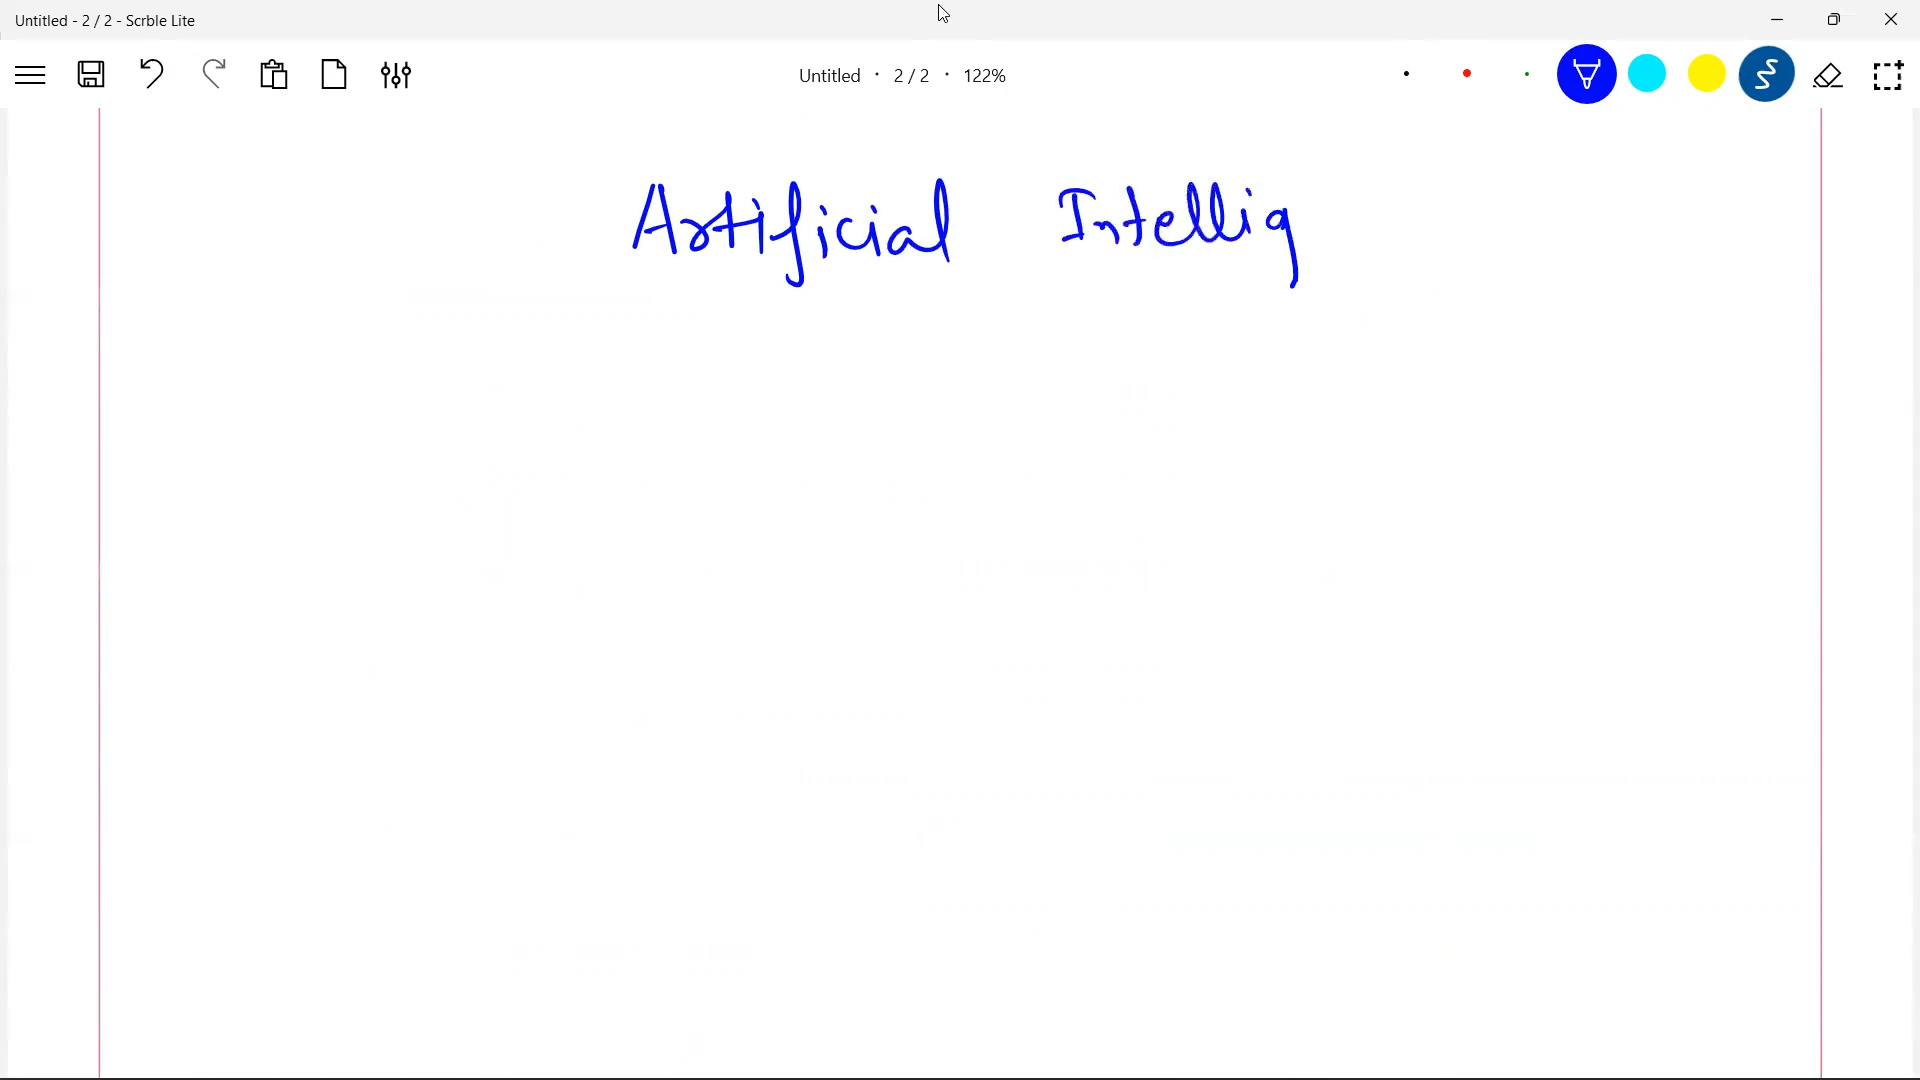 Untitled - 2 / 2 - Scrble Lite
Untitled · 2 / 2 · 122%
Artificial Intellig